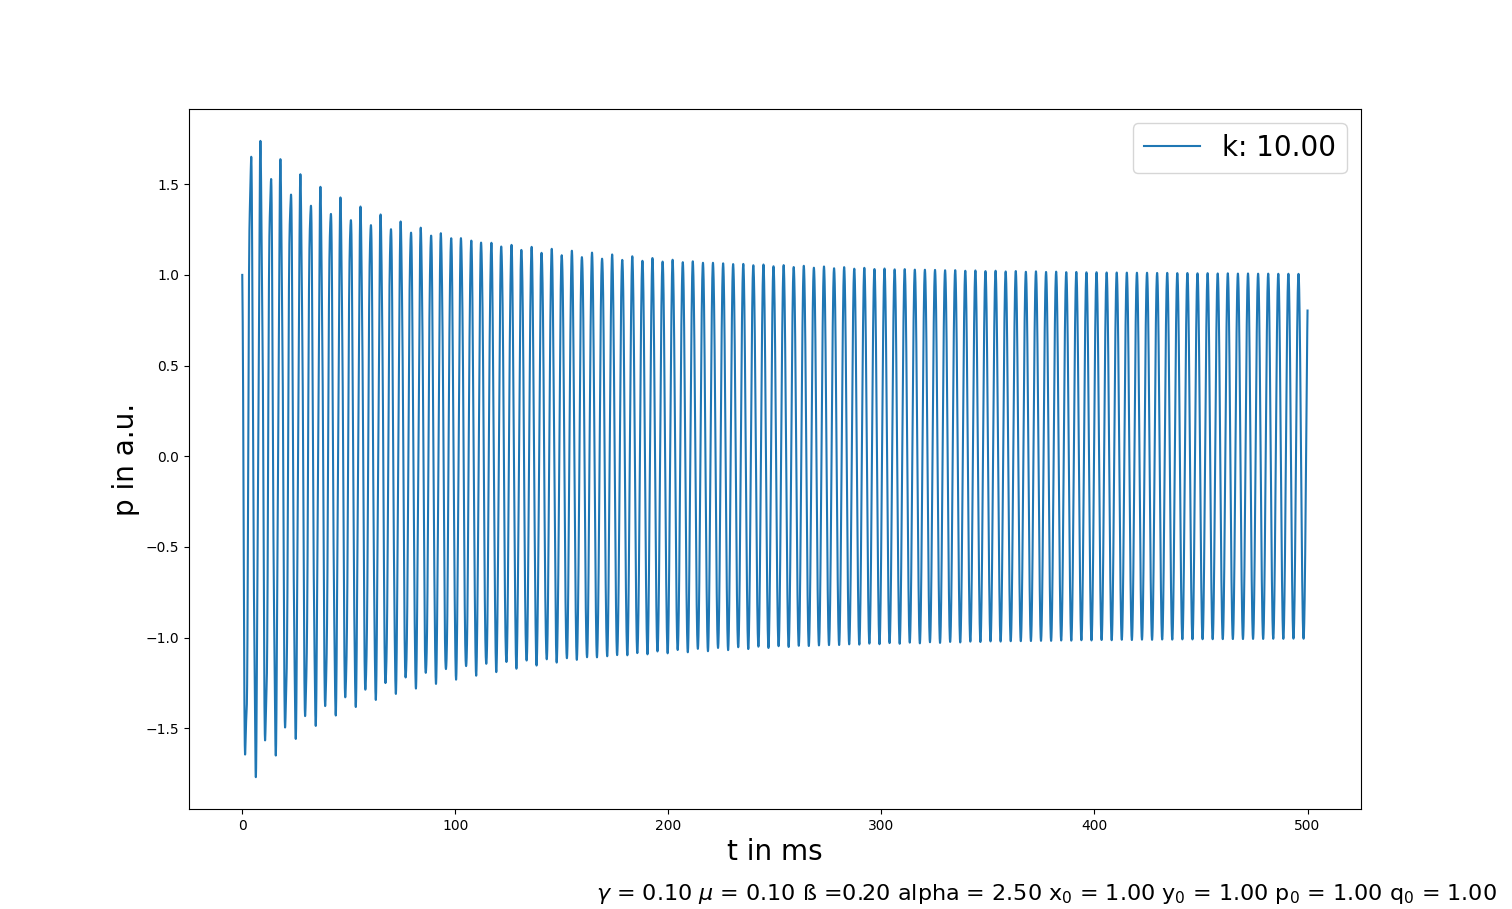 k: 10.00
1.5
1.0
0.5
0.0
−0.5
−1.0
−1.5
p in a.u.
0 100 200 300 400 500
t in ms
γ = 0.10 μ = 0.10 ß =0.20 alpha = 2.50 x₀ = 1.00 y₀ = 1.00 p₀ = 1.00 q₀ = 1.00